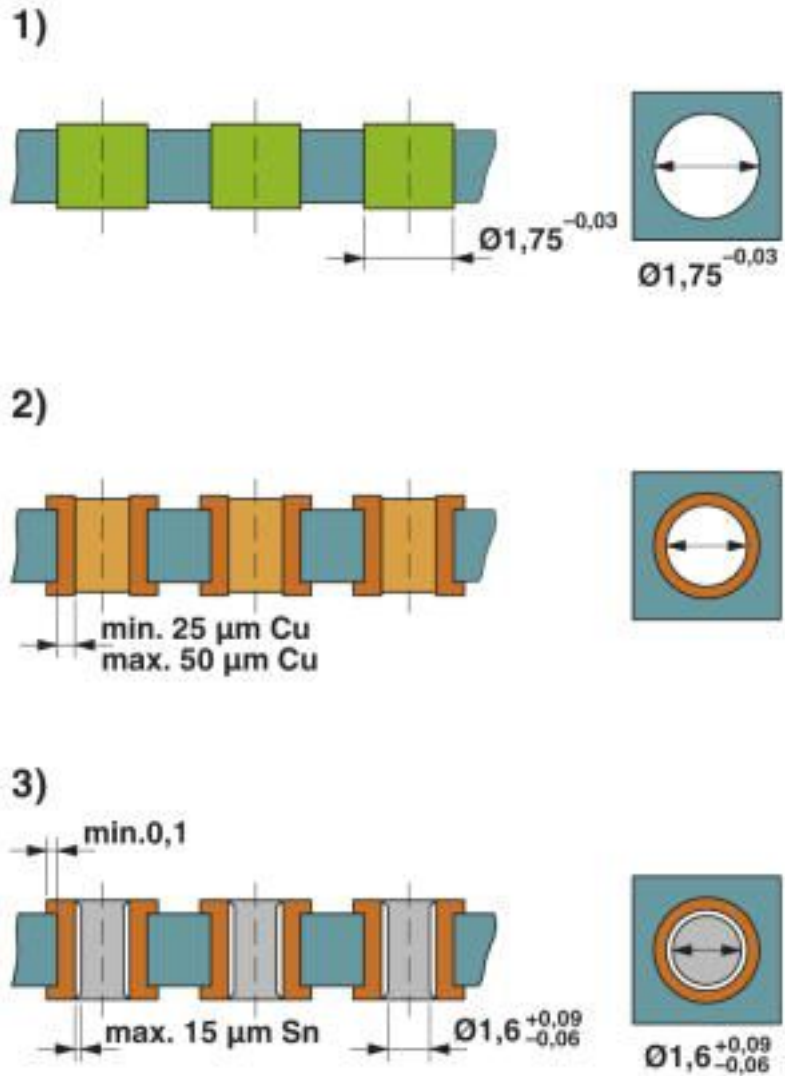 1)
Ø1,75 –0,03
Ø1,75 –0,03
2)
min. 25 µm Cu
max. 50 µm Cu
3)
min.0,1
max. 15 µm Sn
Ø1,6 +0,09 –0,06
Ø1,6 +0,09 –0,06